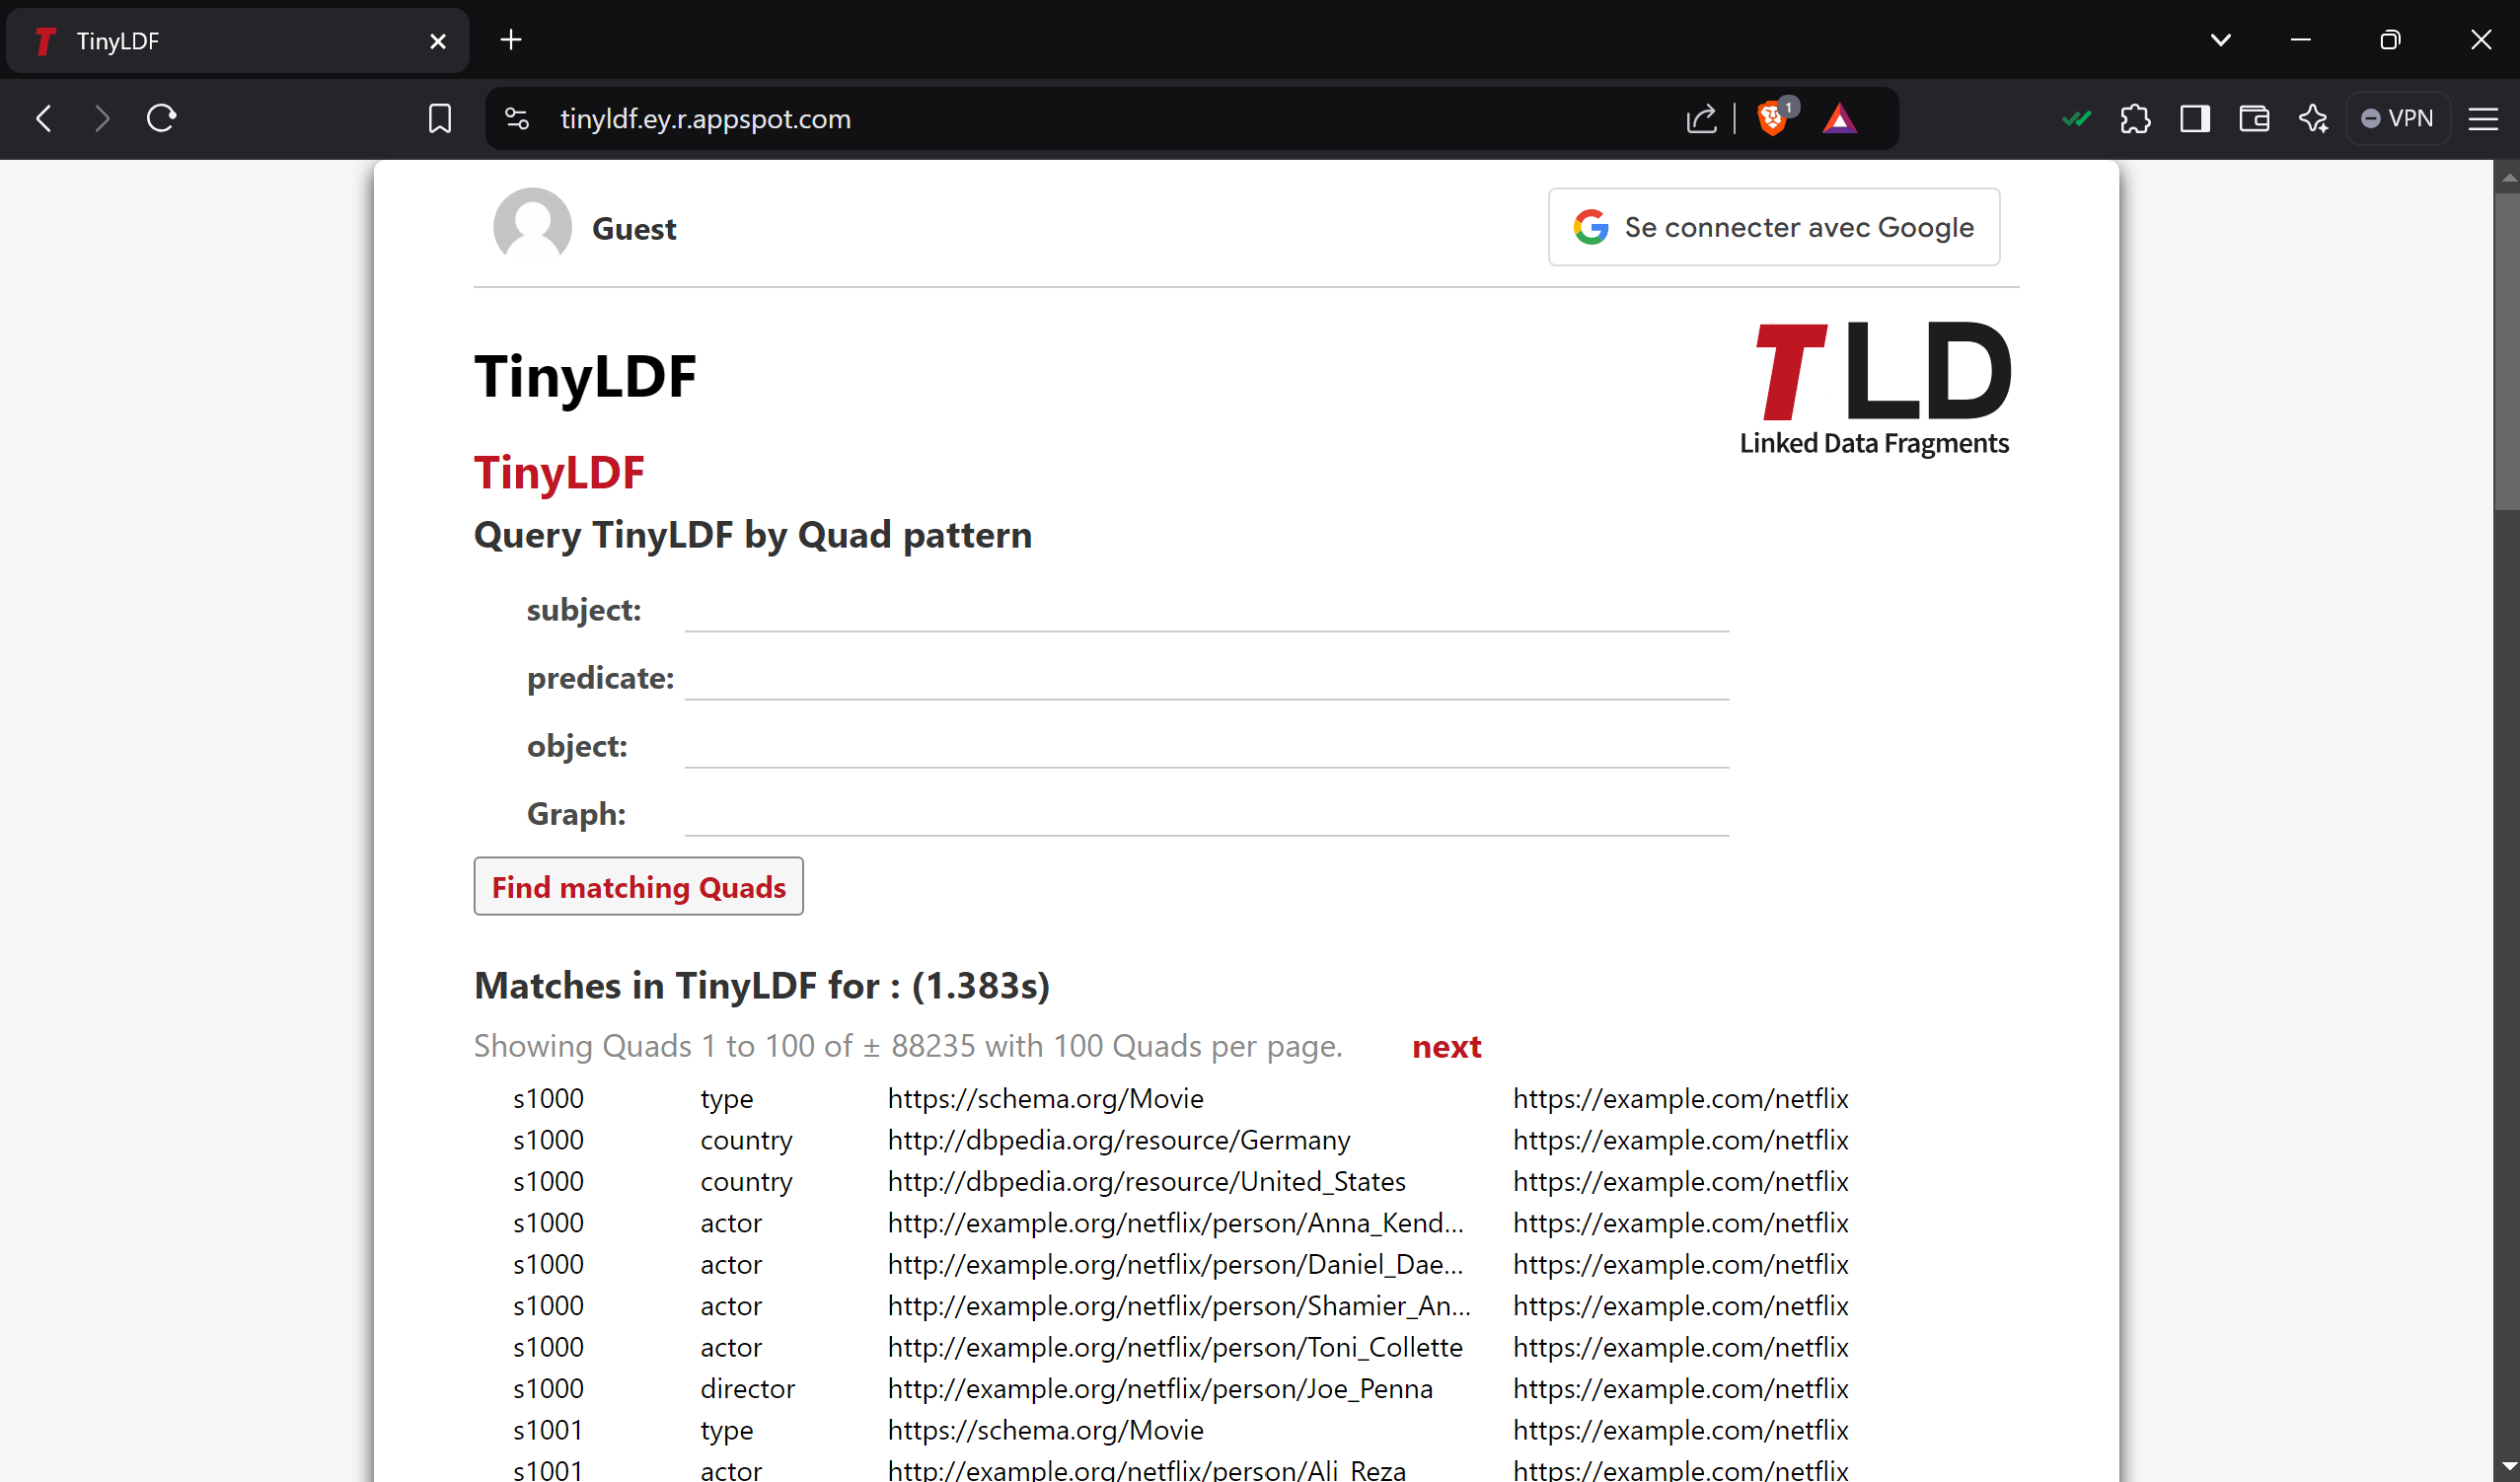 TinyLDF
tinyldf.ey.r.appspot.com
1
VPN
Guest
Se connecter avec Google
TinyLDF
TLD
Linked Data Fragments
TinyLDF
Query TinyLDF by Quad pattern
subject:
predicate:
object:
Graph:
Find matching Quads
Matches in TinyLDF for : (1.383s)
Showing Quads 1 to 100 of ± 88235 with 100 Quads per page. next
s1000 type https://schema.org/Movie https://example.com/netflix
s1000 country http://dbpedia.org/resource/Germany https://example.com/netflix
s1000 country http://dbpedia.org/resource/United_States https://example.com/netflix
s1000 actor http://example.org/netflix/person/Anna_Kend... https://example.com/netflix
s1000 actor http://example.org/netflix/person/Daniel_Dae... https://example.com/netflix
s1000 actor http://example.org/netflix/person/Shamier_An... https://example.com/netflix
s1000 actor http://example.org/netflix/person/Toni_Collette https://example.com/netflix
s1000 director http://example.org/netflix/person/Joe_Penna https://example.com/netflix
s1001 type https://schema.org/Movie https://example.com/netflix
s1001 actor http://example.org/netflix/person/Ali_Reza https://example.com/netflix